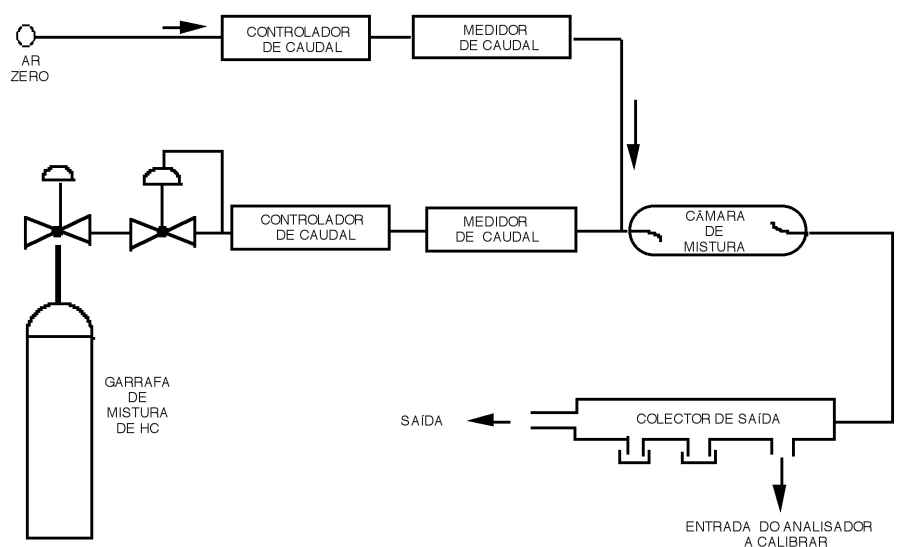 AR
ZERO
CONTROLADOR
DE CAUDAL
MEDIDOR
DE CAUDAL
CONTROLADOR
DE CAUDAL
MEDIDOR
DE CAUDAL
CÂMARA
DE
MISTURA
GARRAFA
DE
MISTURA
DE HC
SAÍDA
COLECTOR DE SAÍDA
ENTRADA DO ANALISADOR
A CALIBRAR